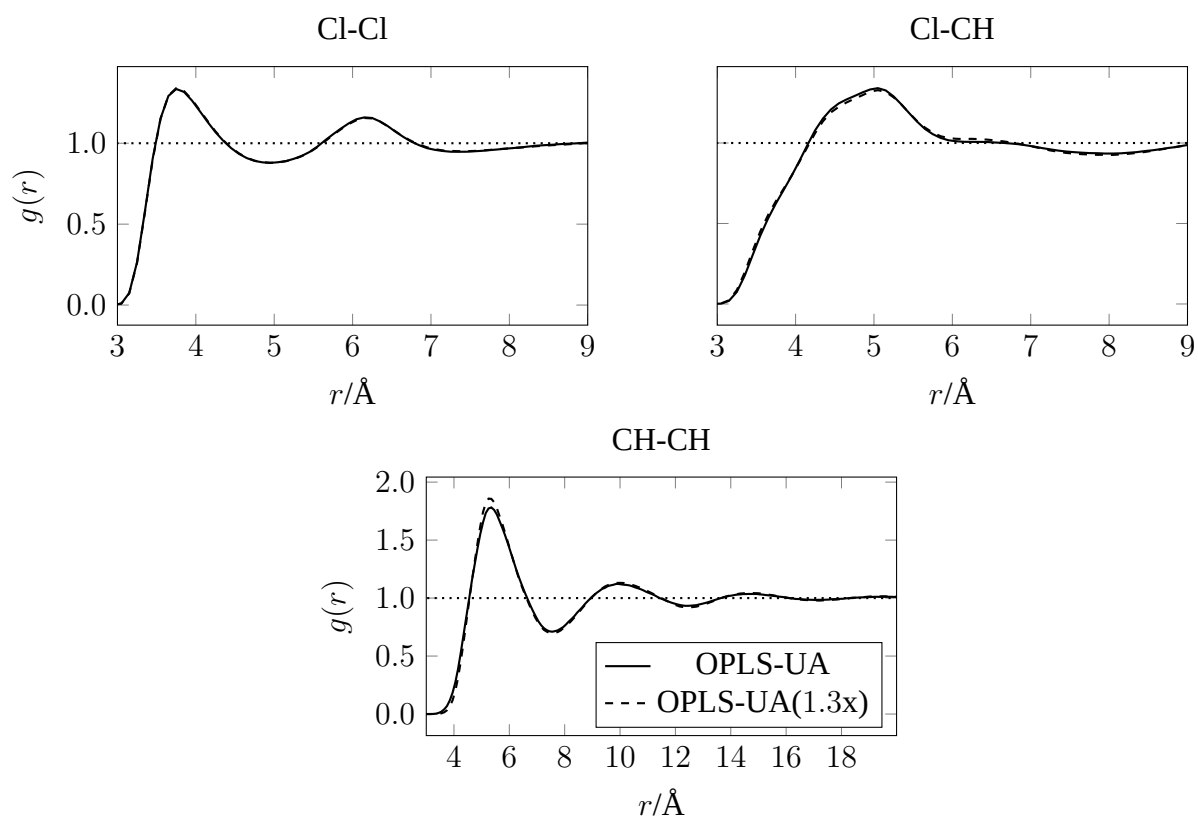 Cl-Cl
1.0
0.5
0.0
g(r)
3 4 5 6 7 8 9
r/Å
Cl-CH
3 4 5 6 7 8 9
r/Å
CH-CH
2.0
1.5
1.0
0.5
0.0
g(r)
OPLS-UA
OPLS-UA(1.3x)
4 6 8 10 12 14 16 18
r/Å